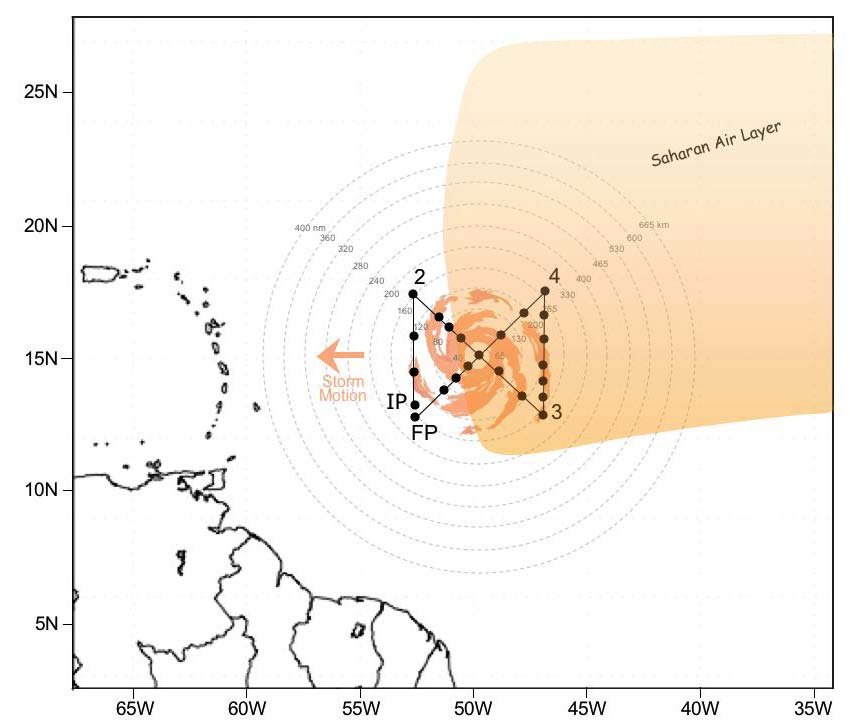 25N
Saharan Air Layer
20N
400 nm
665 km
360
600
320
530
280
465
240
400
200
330
2
4
160
265
120
200
80
130
40
65
15N
Storm
Motion
IP
FP
3
10N
5N
65W
60W
55W
50W
45W
40W
35W